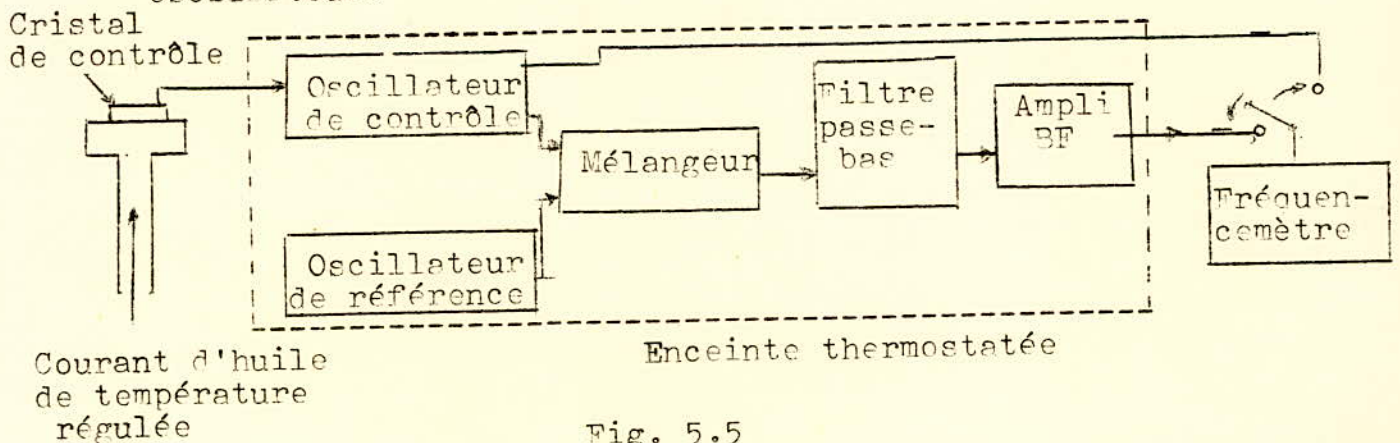 Cristal
de contrôle
Oscillateur
de contrôle
Mélangeur
Oscillateur
de référence
Filtre
passe-
bas
Ampli
BF
Fréquen-
cemètre
Courant d'huile
de température
régulée
Enceinte thermostatée
Fig. 5.5